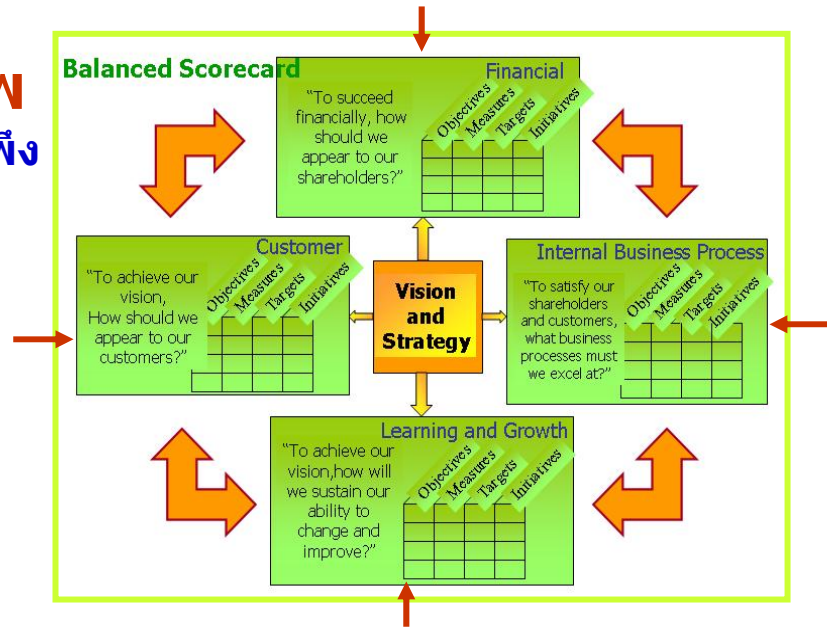 พ
พึง
Balanced Scorecard
Financial
"To succeed
financially, how
should we
appear to our
shareholders?"
Objectives
Measures
Targets
Initiatives
Customer
"To achieve our
vision,
How should we
appear to our
customers?"
Objectives
Measures
Targets
Initiatives
Vision
and
Strategy
Internal Business Process
"To satisfy our
shareholders
and customers,
what business
processes must
we excel at?"
Objectives
Measures
Targets
Initiatives
Learning and Growth
"To achieve our
vision,how will
we sustain our
ability to
change and
improve?"
Objectives
Measures
Targets
Initiatives